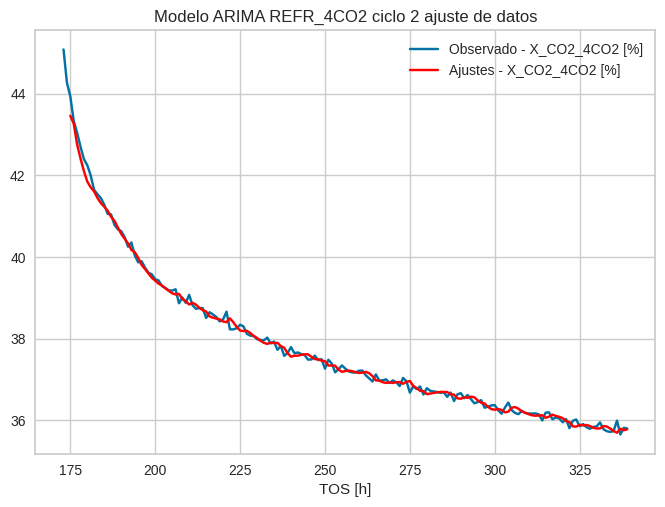 Modelo ARIMA REFR_4CO2 ciclo 2 ajuste de datos
Observado - X_CO2_4CO2 [%]
Ajustes - X_CO2_4CO2 [%]
44
42
40
38
36
175 200 225 250 275 300 325
TOS [h]